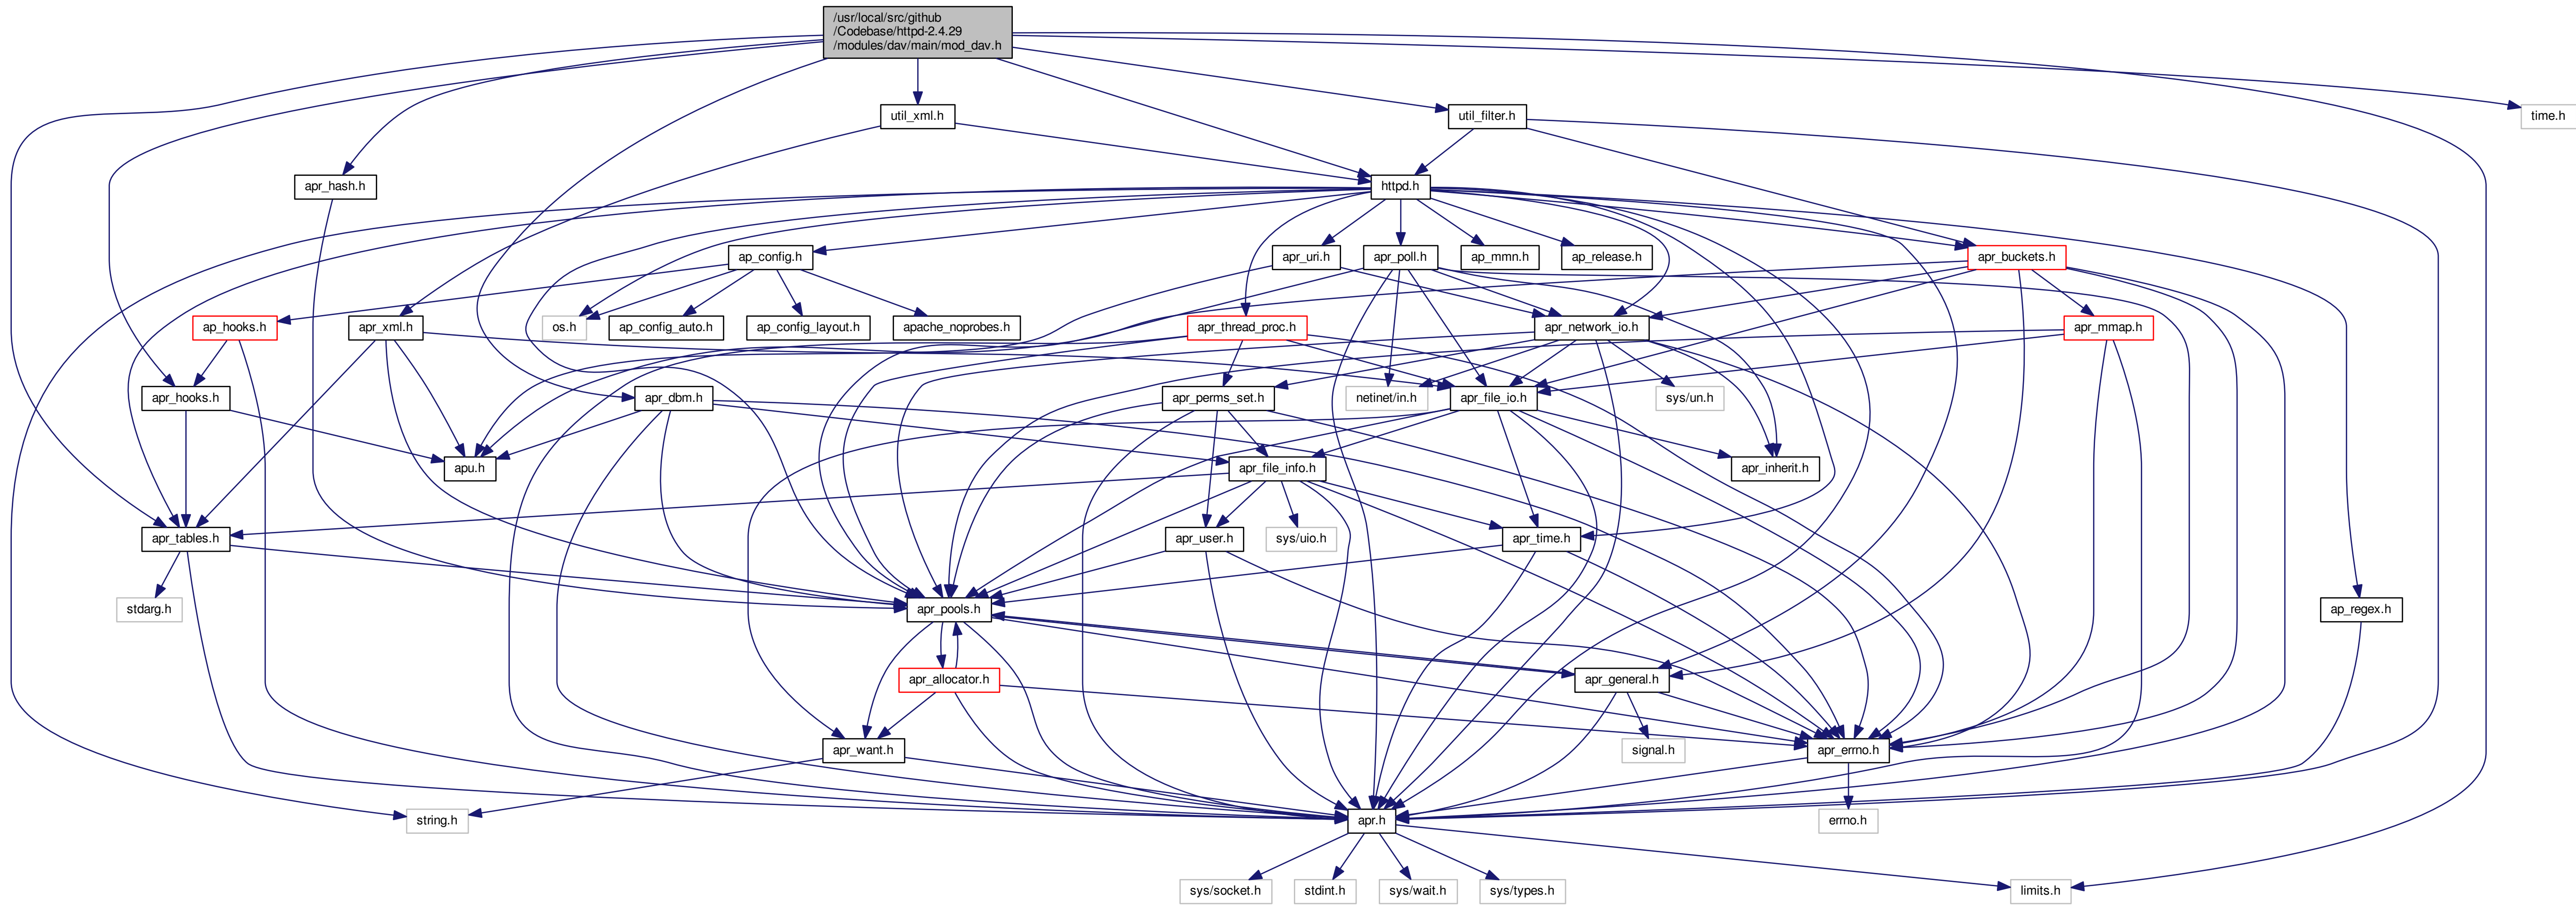 /usr/local/src/github
/Codebase/httpd-2.4.29
/modules/dav/main/mod_dav.h
util_xml.h
util_filter.h
time.h
apr_hash.h
httpd.h
ap_config.h
apr_uri.h
apr_poll.h
ap_mmn.h
ap_release.h
apr_buckets.h
ap_hooks.h
apr_xml.h
os.h
ap_config_auto.h
ap_config_layout.h
apache_noprobes.h
apr_thread_proc.h
apr_network_io.h
apr_mmap.h
apr_hooks.h
apr_dbm.h
apr_perms_set.h
netinet/in.h
apr_file_io.h
sys/un.h
apu.h
apr_file_info.h
apr_inherit.h
apr_tables.h
apr_user.h
sys/uio.h
apr_time.h
stdarg.h
apr_pools.h
ap_regex.h
apr_allocator.h
apr_general.h
apr_want.h
signal.h
apr_errno.h
string.h
apr.h
errno.h
sys/socket.h
stdint.h
sys/wait.h
sys/types.h
limits.h